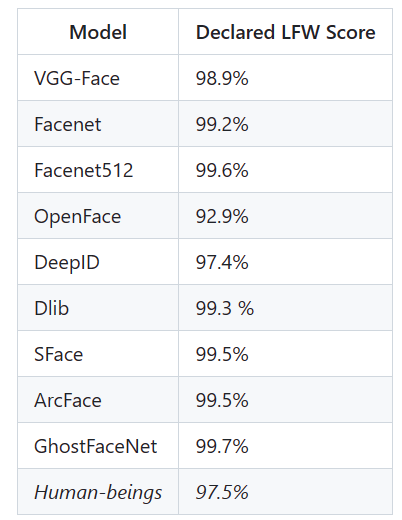 Model Declared LFW Score
VGG-Face 98.9%
Facenet 99.2%
Facenet512 99.6%
OpenFace 92.9%
DeepID 97.4%
Dlib 99.3 %
SFace 99.5%
ArcFace 99.5%
GhostFaceNet 99.7%
Human-beings 97.5%